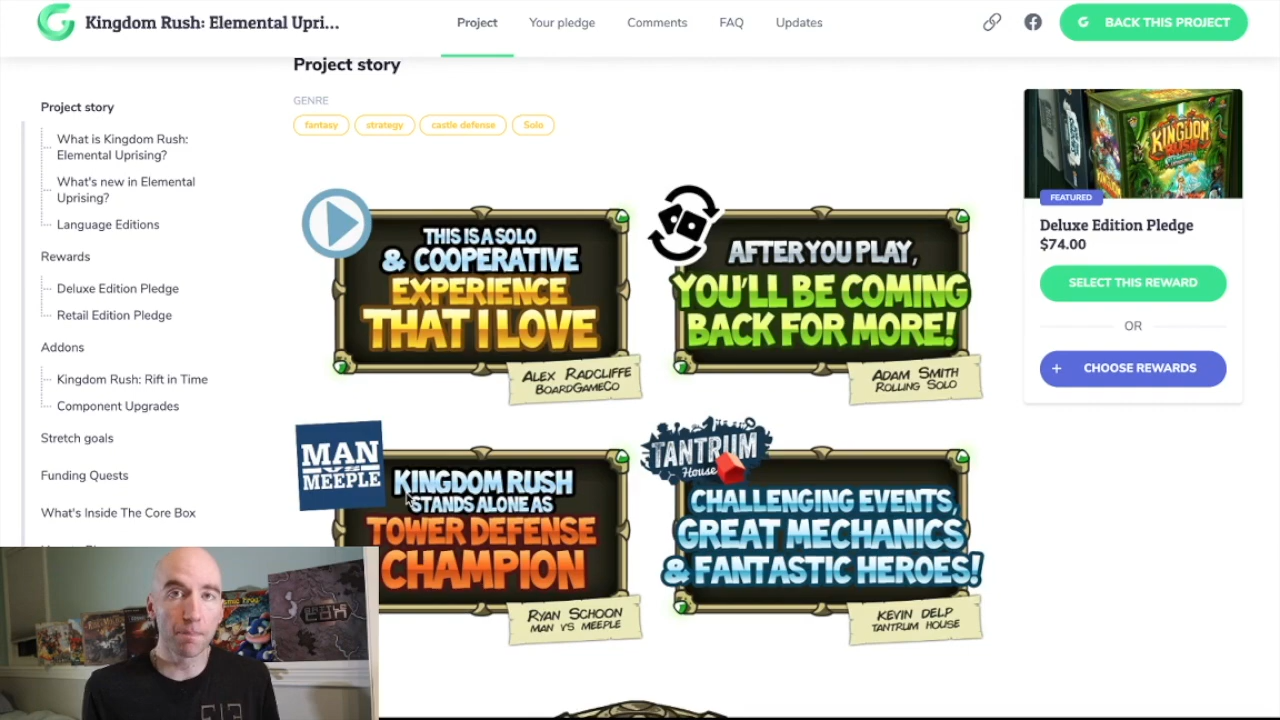 Kingdom Rush: Elemental Upri...
Project
Your pledge
Comments
FAQ
Updates
BACK THIS PROJECT
Project story
What is Kingdom Rush:
Elemental Uprising?
What's new in Elemental
Uprising?
Language Editions
Rewards
Deluxe Edition Pledge
Retail Edition Pledge
Addons
Kingdom Rush: Rift in Time
Component Upgrades
Stretch goals
Funding Quests
What's Inside The Core Box
Project story
GENRE
fantasy
strategy
castle defense
Solo
THIS IS A SOLO
& COOPERATIVE
EXPERIENCE
THAT I LOVE
ALEX RADCLIFFE
BOARDGAMECO
AFTER YOU PLAY,
YOU'LL BE COMING
BACK FOR MORE!
ADAM SMITH
ROLLING SOLO
MAN
VS
MEEPLE
KINGDOM RUSH
STANDS ALONE AS
TOWER DEFENSE
CHAMPION
RYAN SCHOON
MAN VS MEEPLE
TANTRUM
House
CHALLENGING EVENTS,
GREAT MECHANICS
& FANTASTIC HEROES!
KEVIN DELP
TANTRUM HOUSE
KINGDOM
RUSH
FEATURED
Deluxe Edition Pledge
$74.00
SELECT THIS REWARD
OR
+ CHOOSE REWARDS